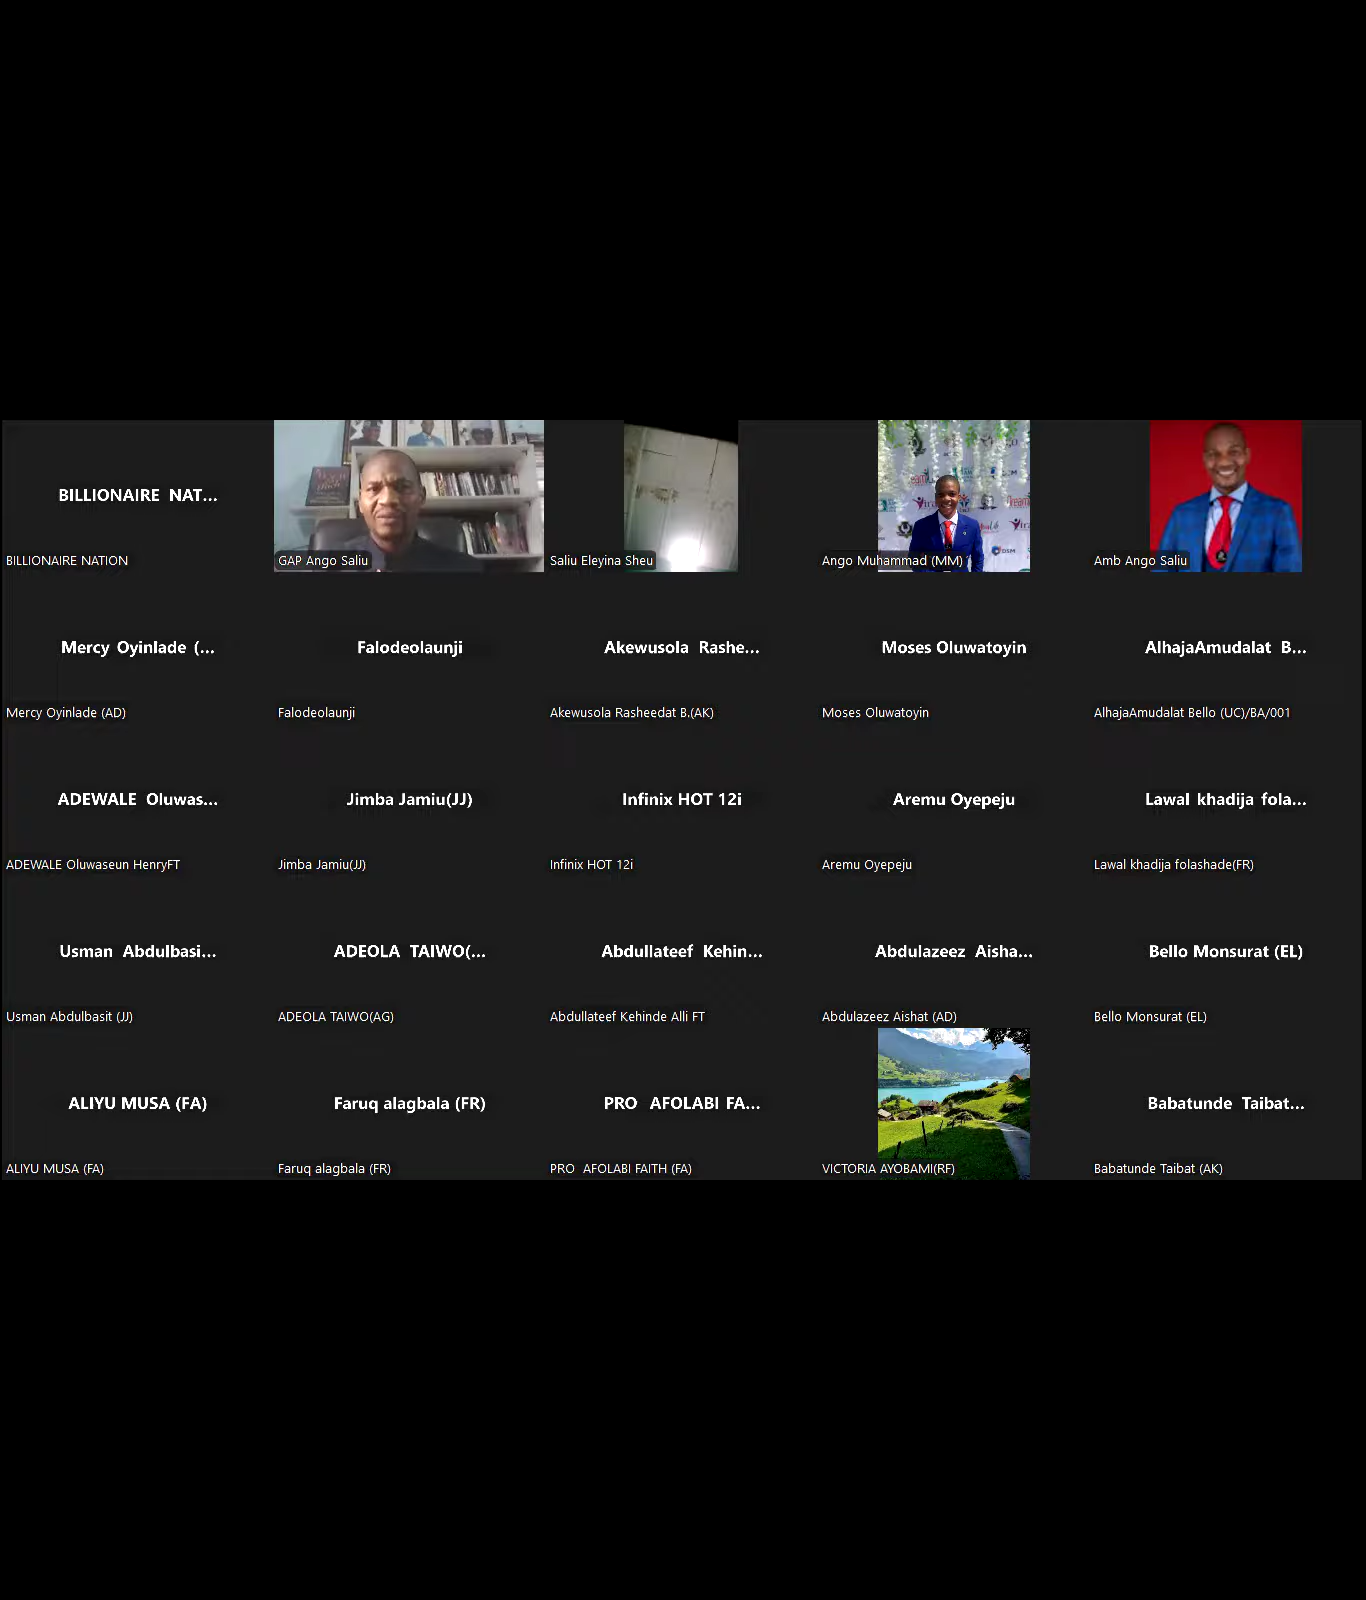 BILLIONAIRE NAT...
BILLIONAIRE NATION
GAP Ango Saliu
Saliu Eleyina Sheu
Ango Muhammad (MM)
Amb Ango Saliu
Mercy Oyinlade (...
Falodeolaunji
Akewusola Rashe...
Moses Oluwatoyin
AlhajaAmudalat B...
Mercy Oyinlade (AD)
Falodeolaunji
Akewusola Rasheedat B.(AK)
Moses Oluwatoyin
AlhajaAmudalat Bello (UC)/BA/001
ADEWALE Oluwas...
Jimba Jamiu(JJ)
Infinix HOT 12i
Aremu Oyepeju
Lawal khadija fola...
ADEWALE Oluwaseun HenryFT
Jimba Jamiu(JJ)
Infinix HOT 12i
Aremu Oyepeju
Lawal khadija folashade(FR)
Usman Abdulbasi...
ADEOLA TAIWO(...
Abdullateef Kehin...
Abdulazeez Aisha...
Bello Monsurat (EL)
Usman Abdulbasit (JJ)
ADEOLA TAIWO(AG)
Abdullateef Kehinde Alli FT
Abdulazeez Aishat (AD)
Bello Monsurat (EL)
ALIYU MUSA (FA)
Faruq alagbala (FR)
PRO AFOLABI FA...
Babatunde Taibat...
ALIYU MUSA (FA)
Faruq alagbala (FR)
PRO AFOLABI FAITH (FA)
VICTORIA AYOBAMI(RF)
Babatunde Taibat (AK)